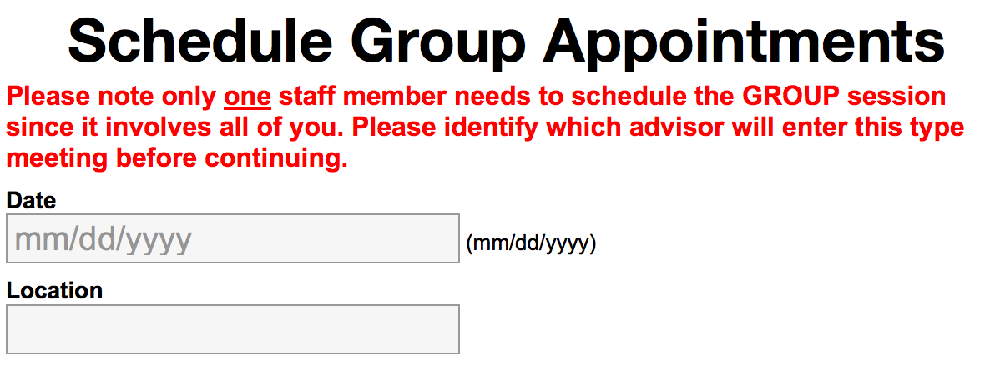 Schedule Group Appointments
Please note only one staff member needs to schedule the GROUP session
since it involves all of you. Please identify which advisor will enter this type
meeting before continuing.
Date
mm/dd/yyyy (mm/dd/yyyy)
Location